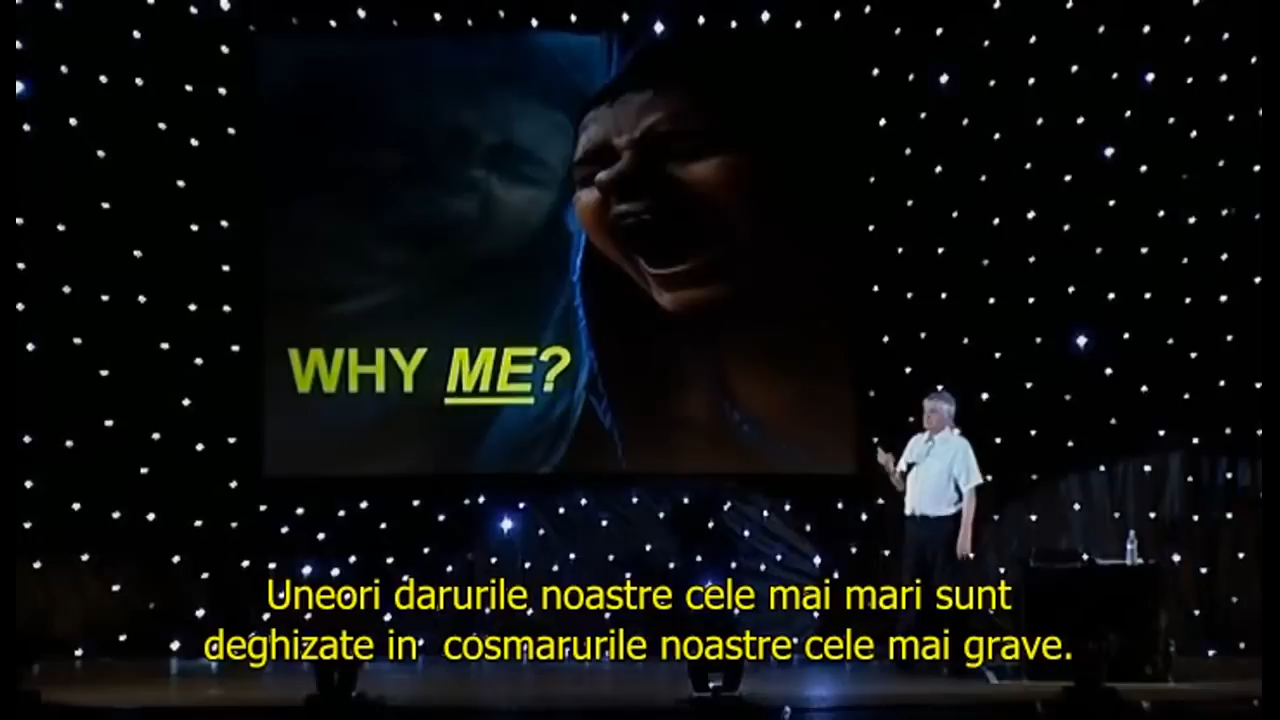 WHY ME?
Uneori darurile noastre cele mai mari sunt
deghizate in cosmarurile noastre cele mai grave.